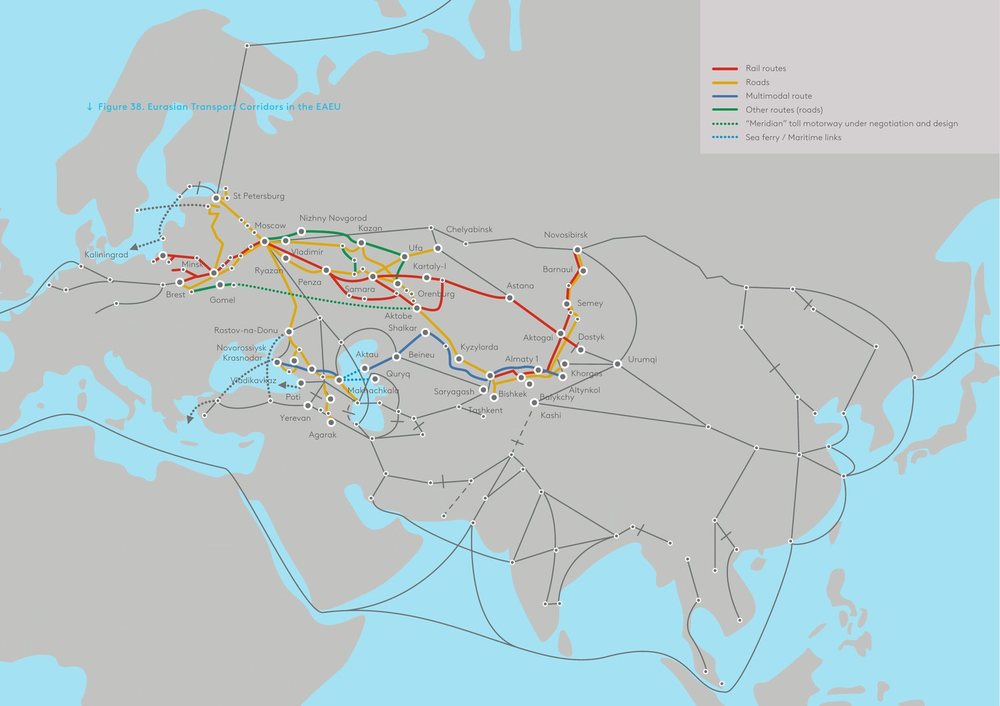 Rail routes
Roads
Multimodal route
Other routes (roads)
“Meridian” toll motorway under negotiation and design
Sea ferry / Maritime links
↓ Figure 38. Eurasian Transport Corridors in the EAEU
St Petersburg
Nizhny Novgorod
Moscow
Kazan
Chelyabinsk
Novosibirsk
Kaliningrad
Vladimir
Ufa
Minsk
Ryazan
Kartaly-I
Barnaul
Penza
Samara
Astana
Brest
Orenburg
Gomel
Semey
Aktobe
Rostov-na-Donu
Shalkar
Aktogai
Dostyk
Novorossiysk
Kyzylorda
Krasnodar
Aktau
Beineu
Almaty 1
Urumqi
Quryq
Khorgos
Vladikavkaz
Makhachkala
Saryagash
Bishkek
Altynkol
Poti
Balykchy
Tashkent
Kashi
Yerevan
Agarak